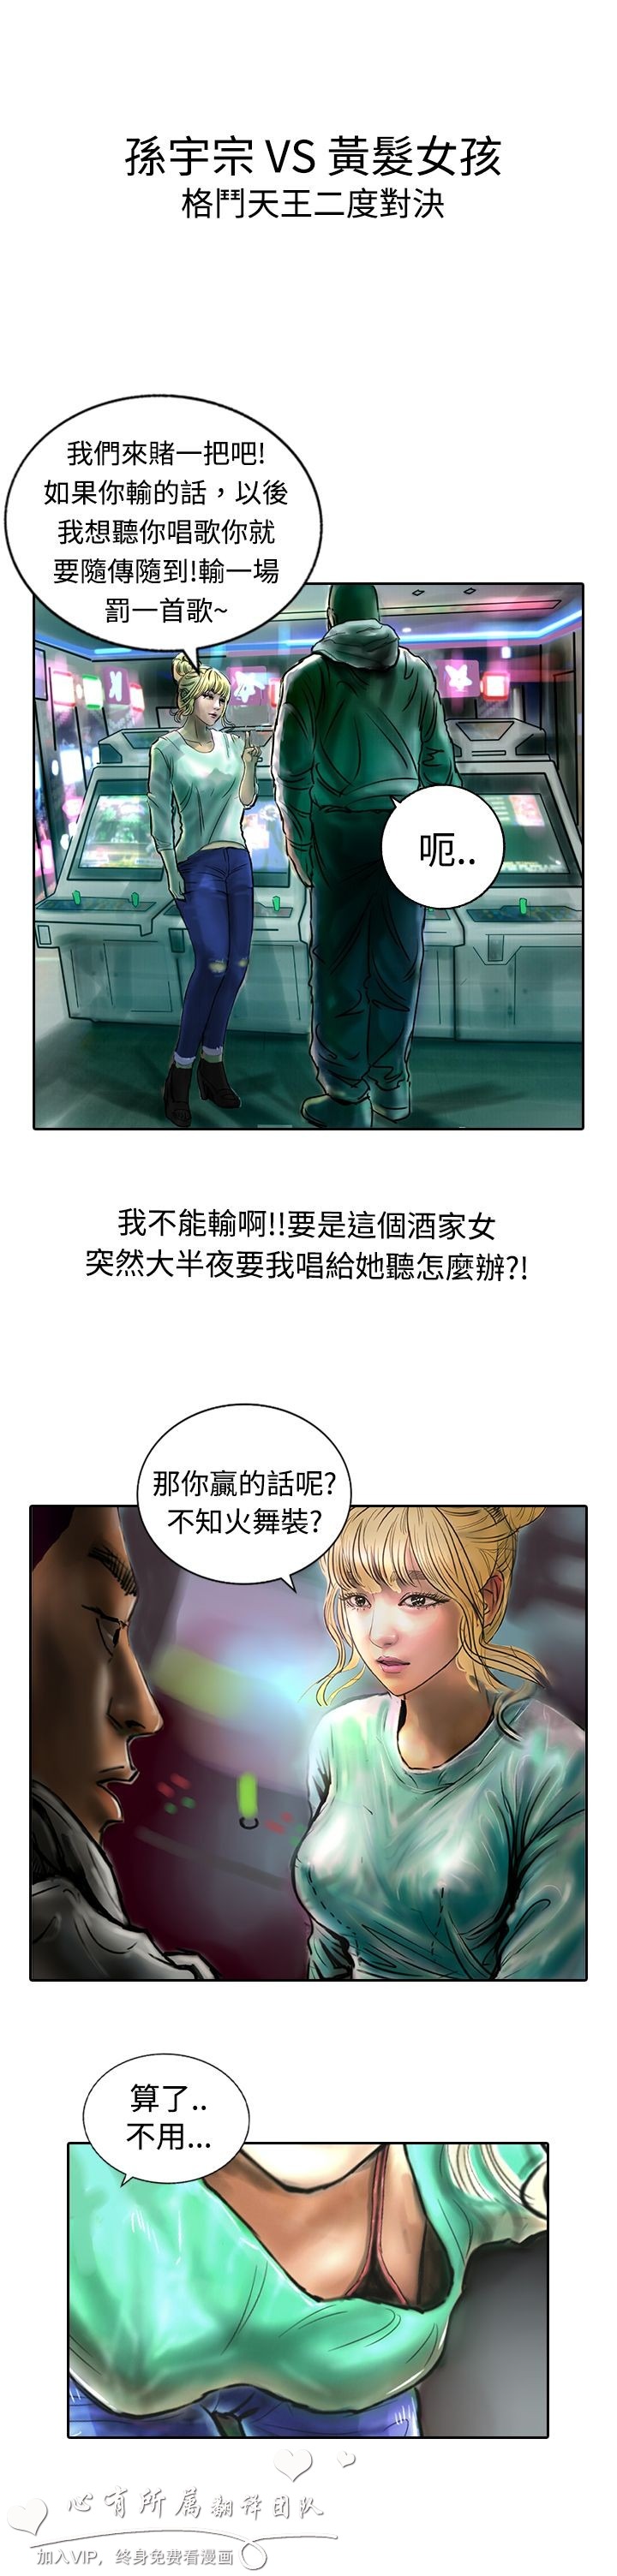 孫宇宗 VS 黃髮女孩
格鬥天王二度對決
我們來賭一把吧!
如果你輸的話，以後
我想聽你唱歌你就
要隨傳隨到!輸一場
罰一首歌~
呃..
我不能輸啊!!要是這個酒家女
突然大半夜要我唱給她聽怎麼辦?!
那你贏的話呢?
不知火舞裝?
算了..
不用...
心有所属翻译团队
加入VIP，终身免费看漫画